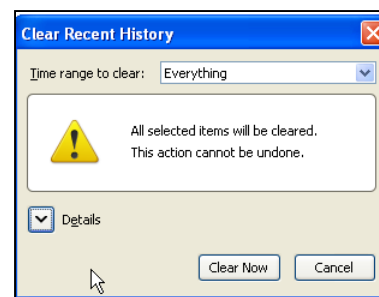 Clear Recent History
Time range to clear: Everything
All selected items will be cleared.
This action cannot be undone.
Details
Clear Now Cancel